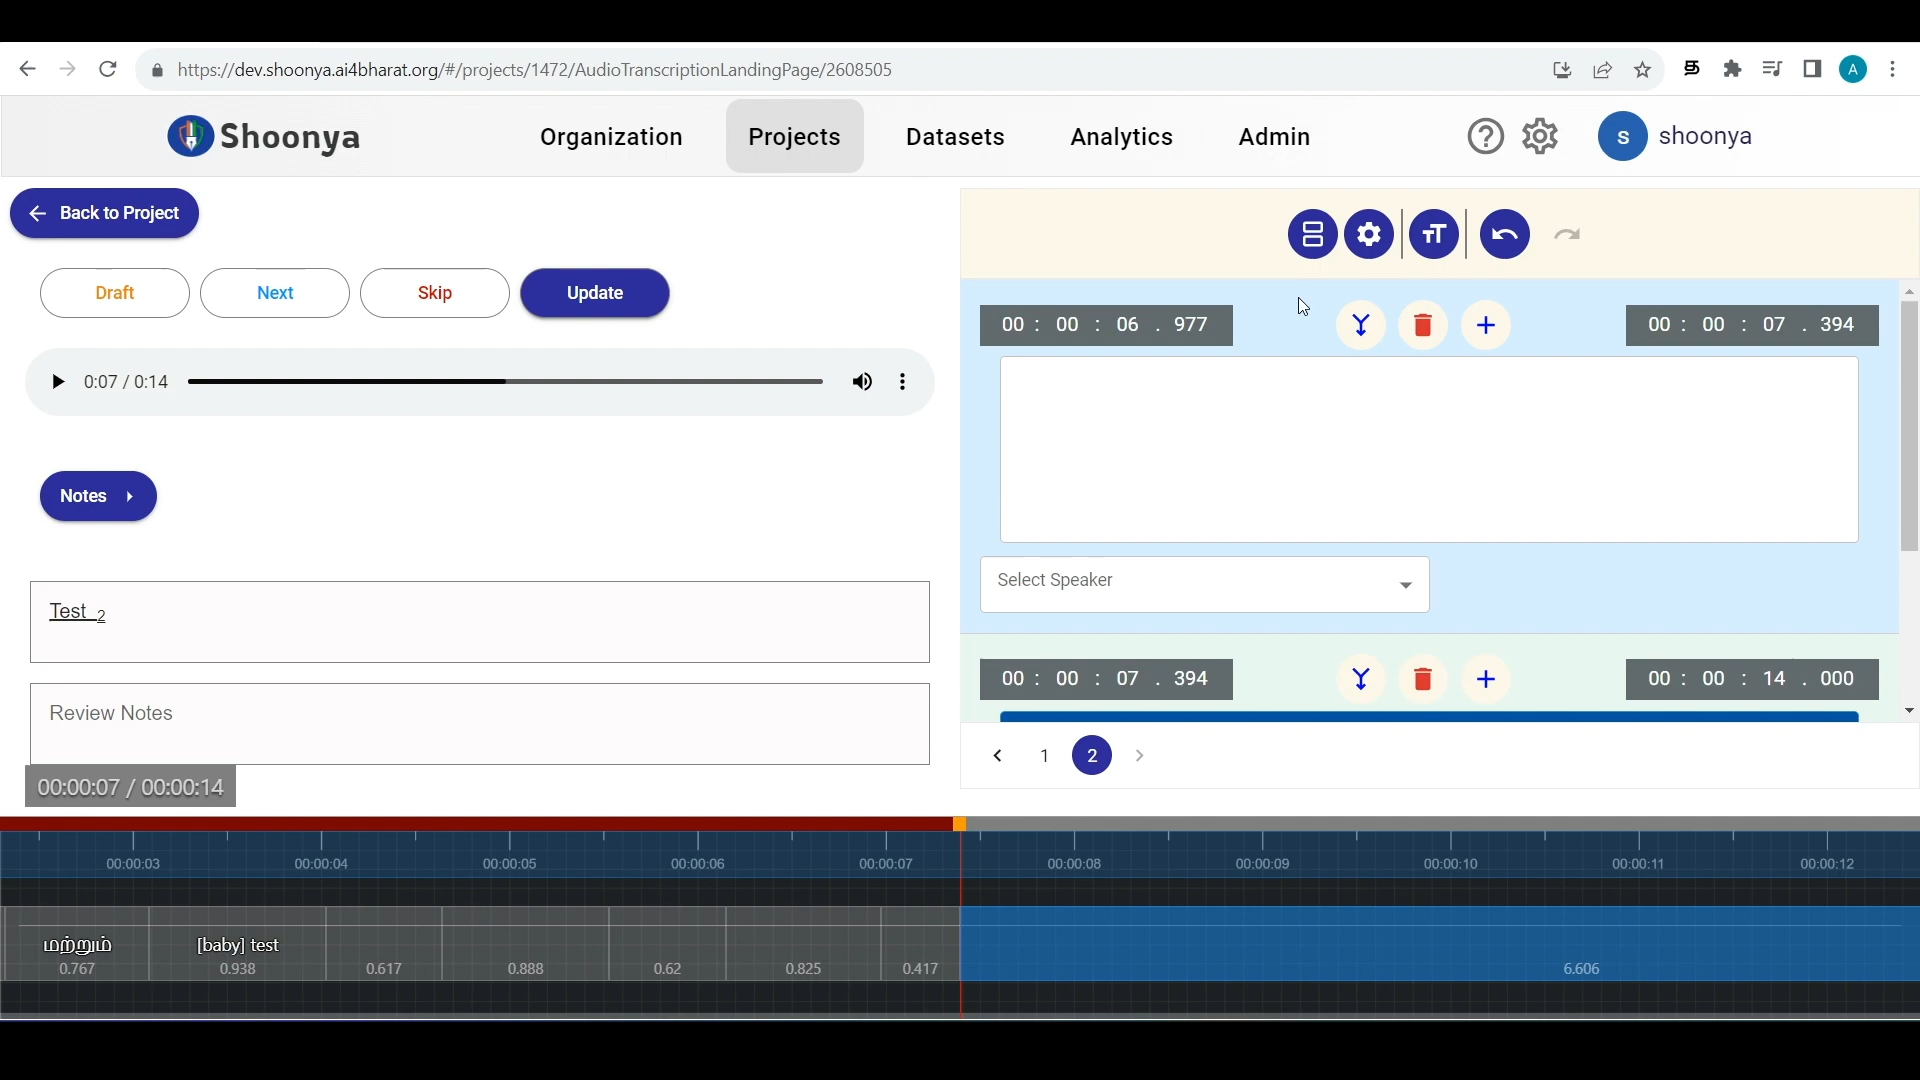 https://dev.shoonya.ai4bharat.org/#/projects/1472/AudioTranscriptionLandingPage/2608505
A
Shoonya
Organization
Projects
Datasets
Analytics
Admin
s
shoonya
Back to Project
Draft
Next
Skip
Update
0:07 / 0:14
Notes
Test_2
Review Notes
00:00:07 / 00:00:14
00 : 00 : 06 . 977
00 : 00 : 07 . 394
Select Speaker
00 : 00 : 07 . 394
00 : 00 : 14 . 000
1
2
00:00:03
00:00:04
00:00:05
00:00:06
00:00:07
00:00:08
00:00:09
00:00:10
00:00:11
00:00:12
மற்றும்
0.767
[baby] test
0.938
0.617
0.888
0.62
0.825
0.417
6.606